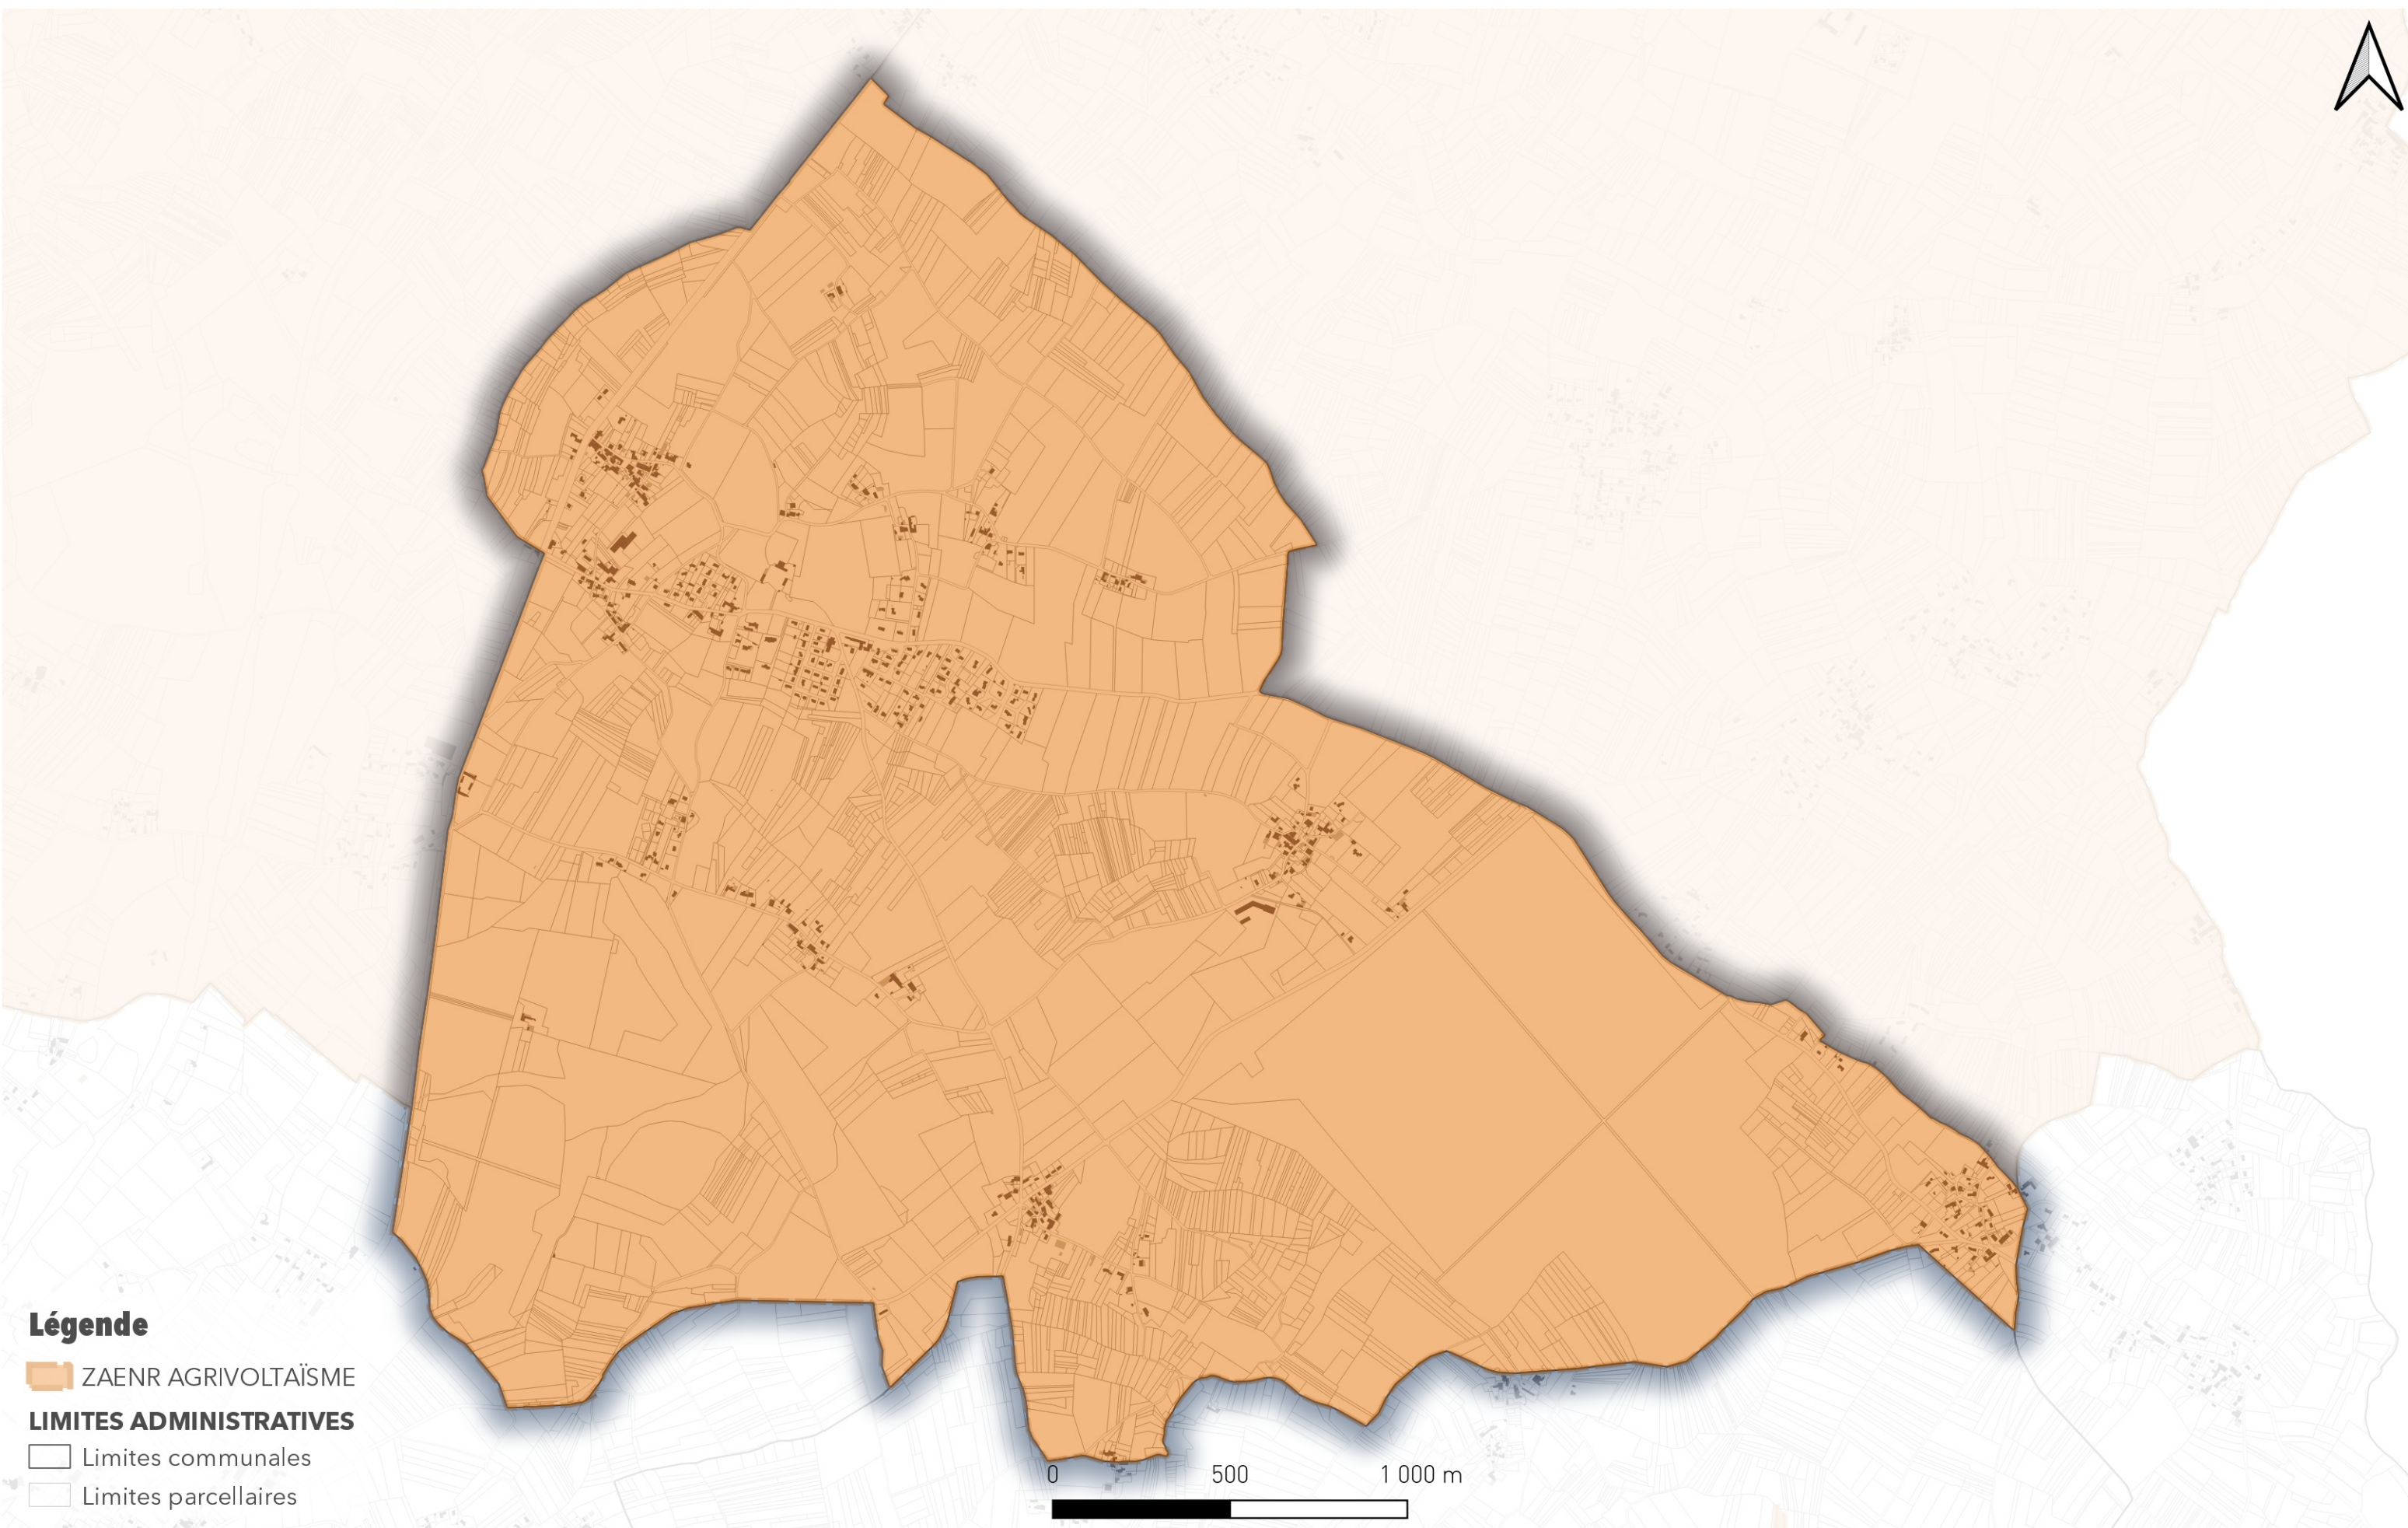 Légende
ZAENR AGRIVOLTAÏSME
LIMITES ADMINISTRATIVES
Limites communales
Limites parcellaires
0 500 1 000 m